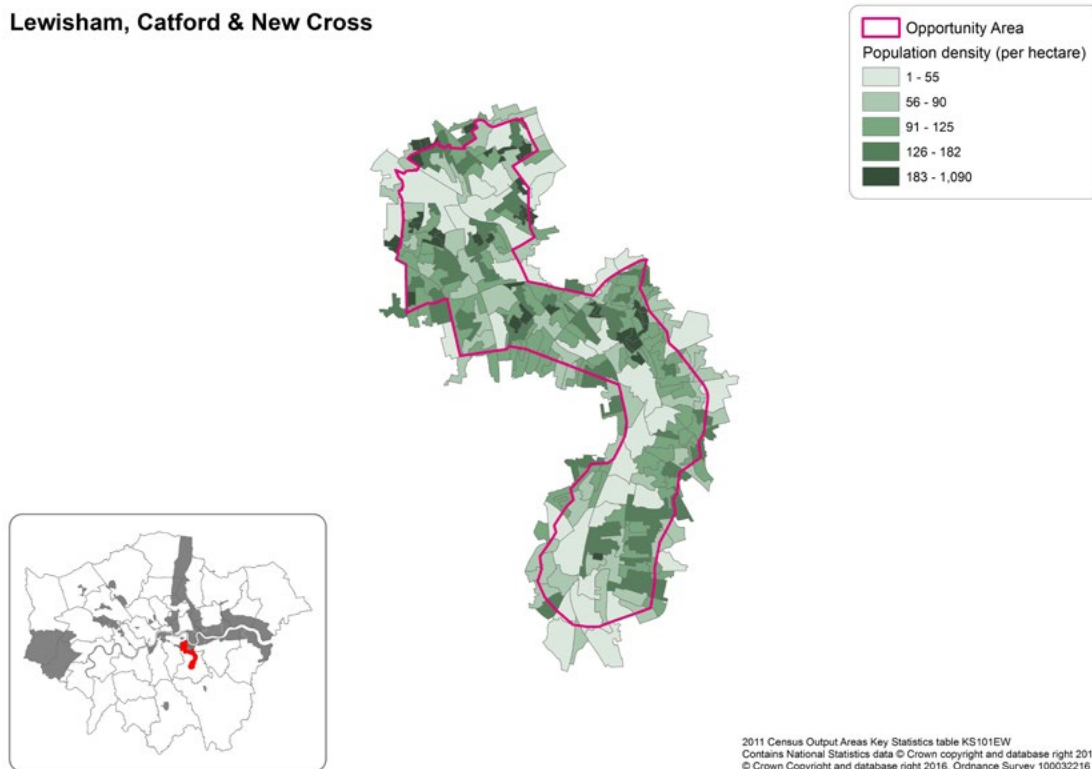 Lewisham, Catford & New Cross
Opportunity Area
Population density (per hectare)
1 - 55
56 - 90
91 - 125
126 - 182
183 - 1,090
2011 Census Output Areas Key Statistics table KS101EW
Contains National Statistics data © Crown copyright and database right 201
© Crown Copyright and database right 2016. Ordnance Survey 100032216